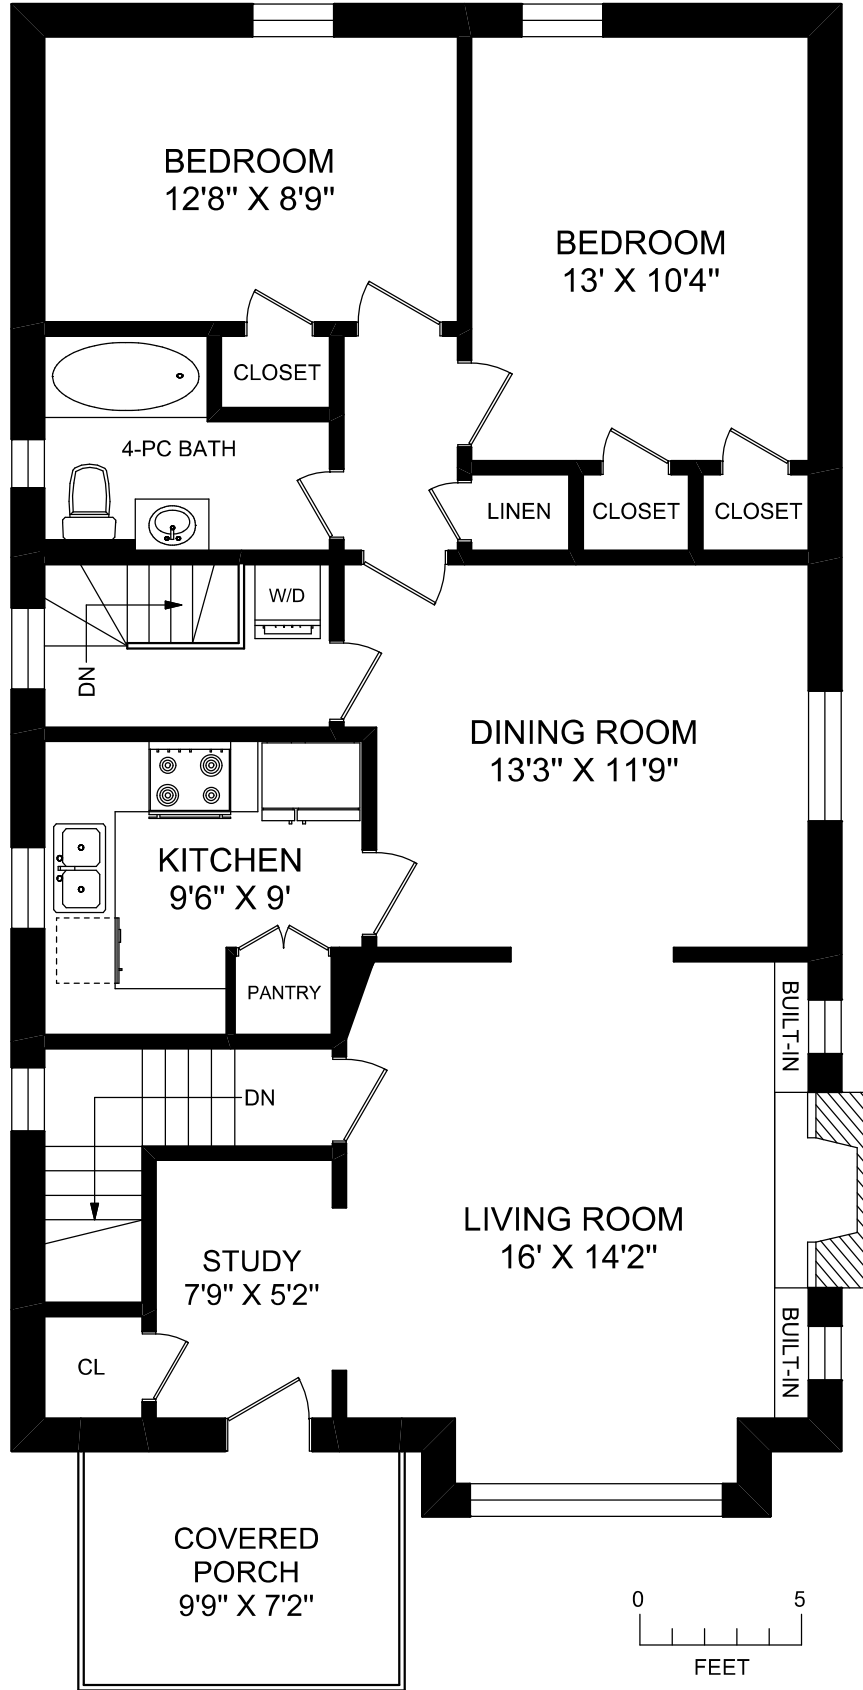 BEDROOM
12'8" X 8'9"
BEDROOM
13' X 10'4"
CLOSET
4-PC BATH
LINEN
CLOSET
CLOSET
W/D
DN
DINING ROOM
13'3" X 11'9"
KITCHEN
9'6" X 9'
PANTRY
BUILT-IN
DN
LIVING ROOM
16' X 14'2"
STUDY
7'9" X 5'2"
BUILT-IN
CL
COVERED
PORCH
9'9" X 7'2"
0 5
FEET